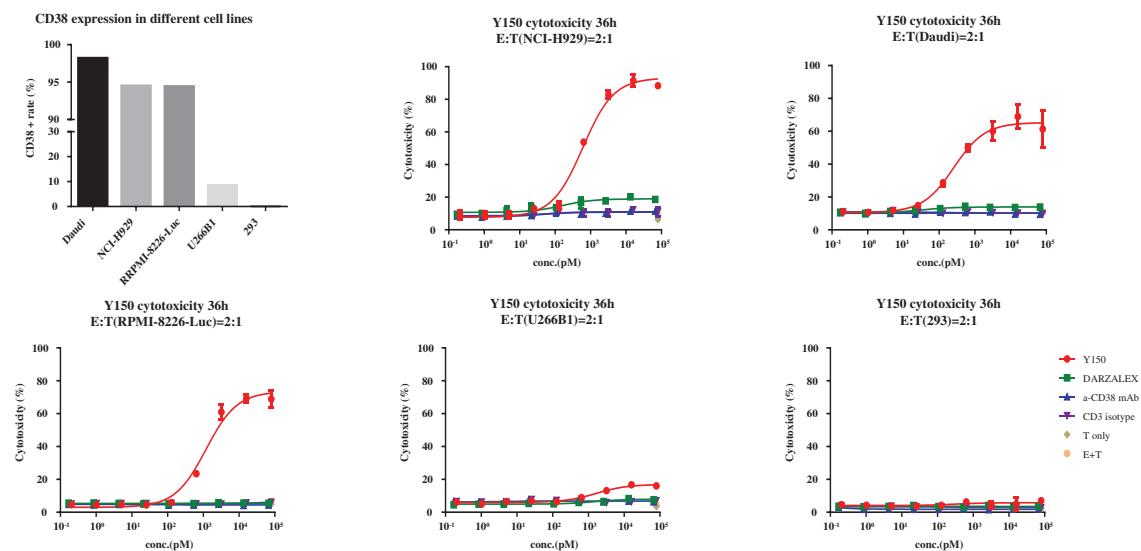 CD38 expression in different cell lines
CD38 + rate (%)
100
95
90
30
20
10
0
Daudi
NCI-H929
RRPMI-8226-Luc
U266B1
293
Y150 cytotoxicity 36h
E:T(NCI-H929)=2:1
Cytotoxicity (%)
100
80
60
40
20
0
10-1
100
101
102
103
104
105
conc.(pM)
Y150 cytotoxicity 36h
E:T(Daudi)=2:1
Cytotoxicity (%)
100
80
60
40
20
0
10-1
100
101
102
103
104
105
conc.(pM)
Y150 cytotoxicity 36h
E:T(RPMI-8226-Luc)=2:1
Cytotoxicity (%)
100
80
60
40
20
0
10-1
100
101
102
103
104
105
conc.(pM)
Y150 cytotoxicity 36h
E:T(U266B1)=2:1
Cytotoxicity (%)
100
80
60
40
20
0
10-1
100
101
102
103
104
105
conc.(pM)
Y150 cytotoxicity 36h
E:T(293)=2:1
Cytotoxicity (%)
100
80
60
40
20
0
10-1
100
101
102
103
104
105
conc.(pM)
Y150
DARZALEX
a-CD38 mAb
CD3 isotype
T only
E+T